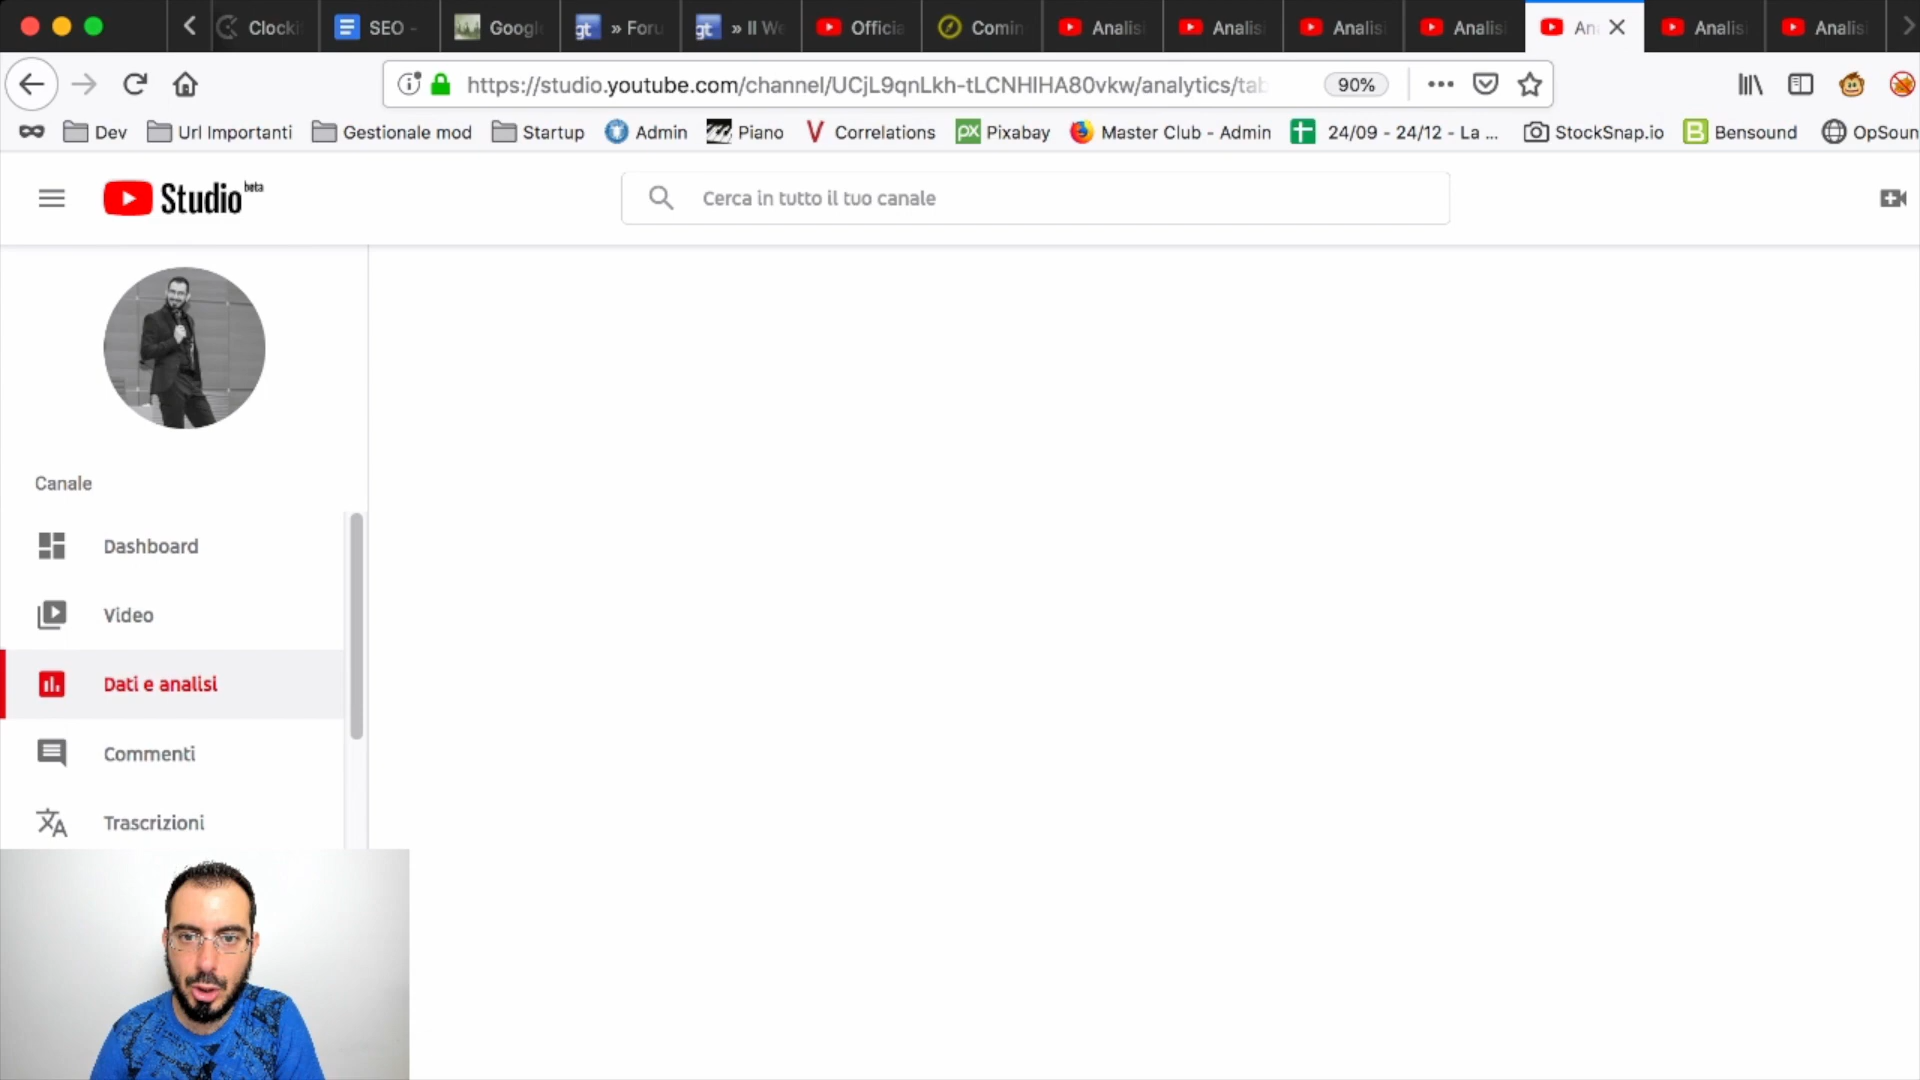 Clocki
SEO -
Googl
» Foru
» Il We
Officia
Comin
Analis
Analis
Analis
Analis
An
Analis
Analis
https://studio.youtube.com/channel/UCjL9qnLkh-tLCNHIHA80vkw/analytics/tab
90%
Dev
Url Importanti
Gestionale mod
Startup
Admin
Piano
Correlations
Pixabay
Master Club - Admin
24/09 - 24/12 - La ...
StockSnap.io
Bensound
OpSoun
Studio beta
Cerca in tutto il tuo canale
Canale
Dashboard
Video
Dati e analisi
Commenti
Trascrizioni